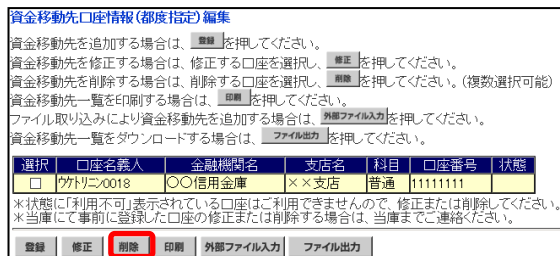 資金移動先口座情報(都度指定)編集
資金移動先を追加する場合は、 登録 を押してください。
資金移動先を修正する場合は、修正する口座を選択し、 修正 を押してください。
資金移動先を削除する場合は、削除する口座を選択し、 削除 を押してください。(複数選択可能)
資金移動先一覧を印刷する場合は、 印刷 を押してください。
ファイル取り込みにより資金移動先を追加する場合は、 外部ファイル入力 を押してください。
資金移動先一覧をダウンロードする場合は、 ファイル出力 を押してください。
選択 口座名義人 金融機関名 支店名 科目 口座番号 状態
ウケトリニン0018 〇〇信用金庫 ××支店 普通 11111111
*状態に「利用不可」表示されている口座はご利用できませんので、修正または削除してください。
*当庫にて事前に登録した口座の修正または削除する場合は、当庫までご連絡ください。
登録 修正 削除 印刷 外部ファイル入力 ファイル出力